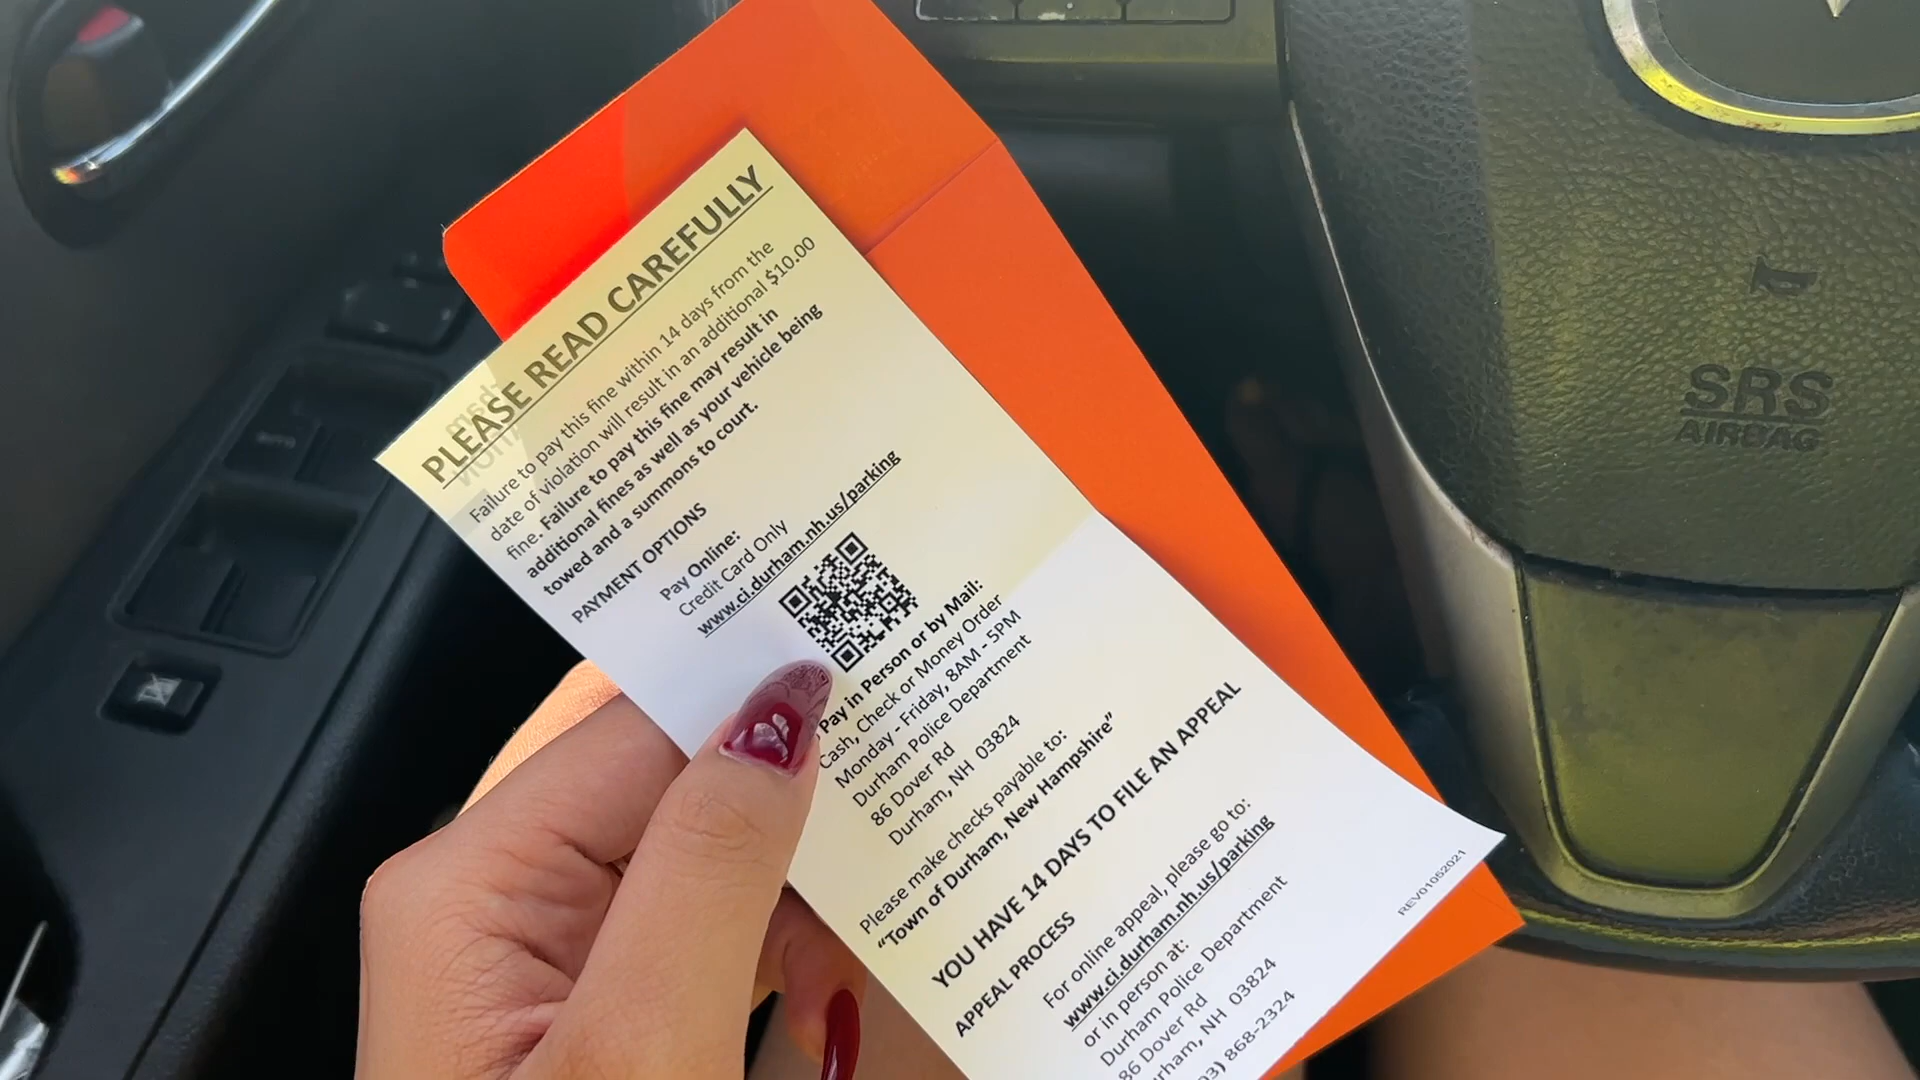 PLEASE READ CAREFULLY
Failure to pay this fine within 14 days from the
date of violation will result in an additional $10.00
fine. Failure to pay this fine may result in
additional fines as well as your vehicle being
towed and a summons to court.
PAYMENT OPTIONS
Pay Online:
Credit Card Only
www.ci.durham.nh.us/parking
Pay in Person or by Mail:
Cash, Check or Money Order
Monday - Friday, 8AM - 5PM
Durham Police Department
86 Dover Rd
Durham, NH 03824
Please make checks payable to:
“Town of Durham, New Hampshire”
YOU HAVE 14 DAYS TO FILE AN APPEAL
APPEAL PROCESS
For online appeal, please go to:
www.ci.durham.nh.us/parking
or in person at:
Durham Police Department
86 Dover Rd
NH 03824
868-2324
REV01052021
SRS
AIRBAG